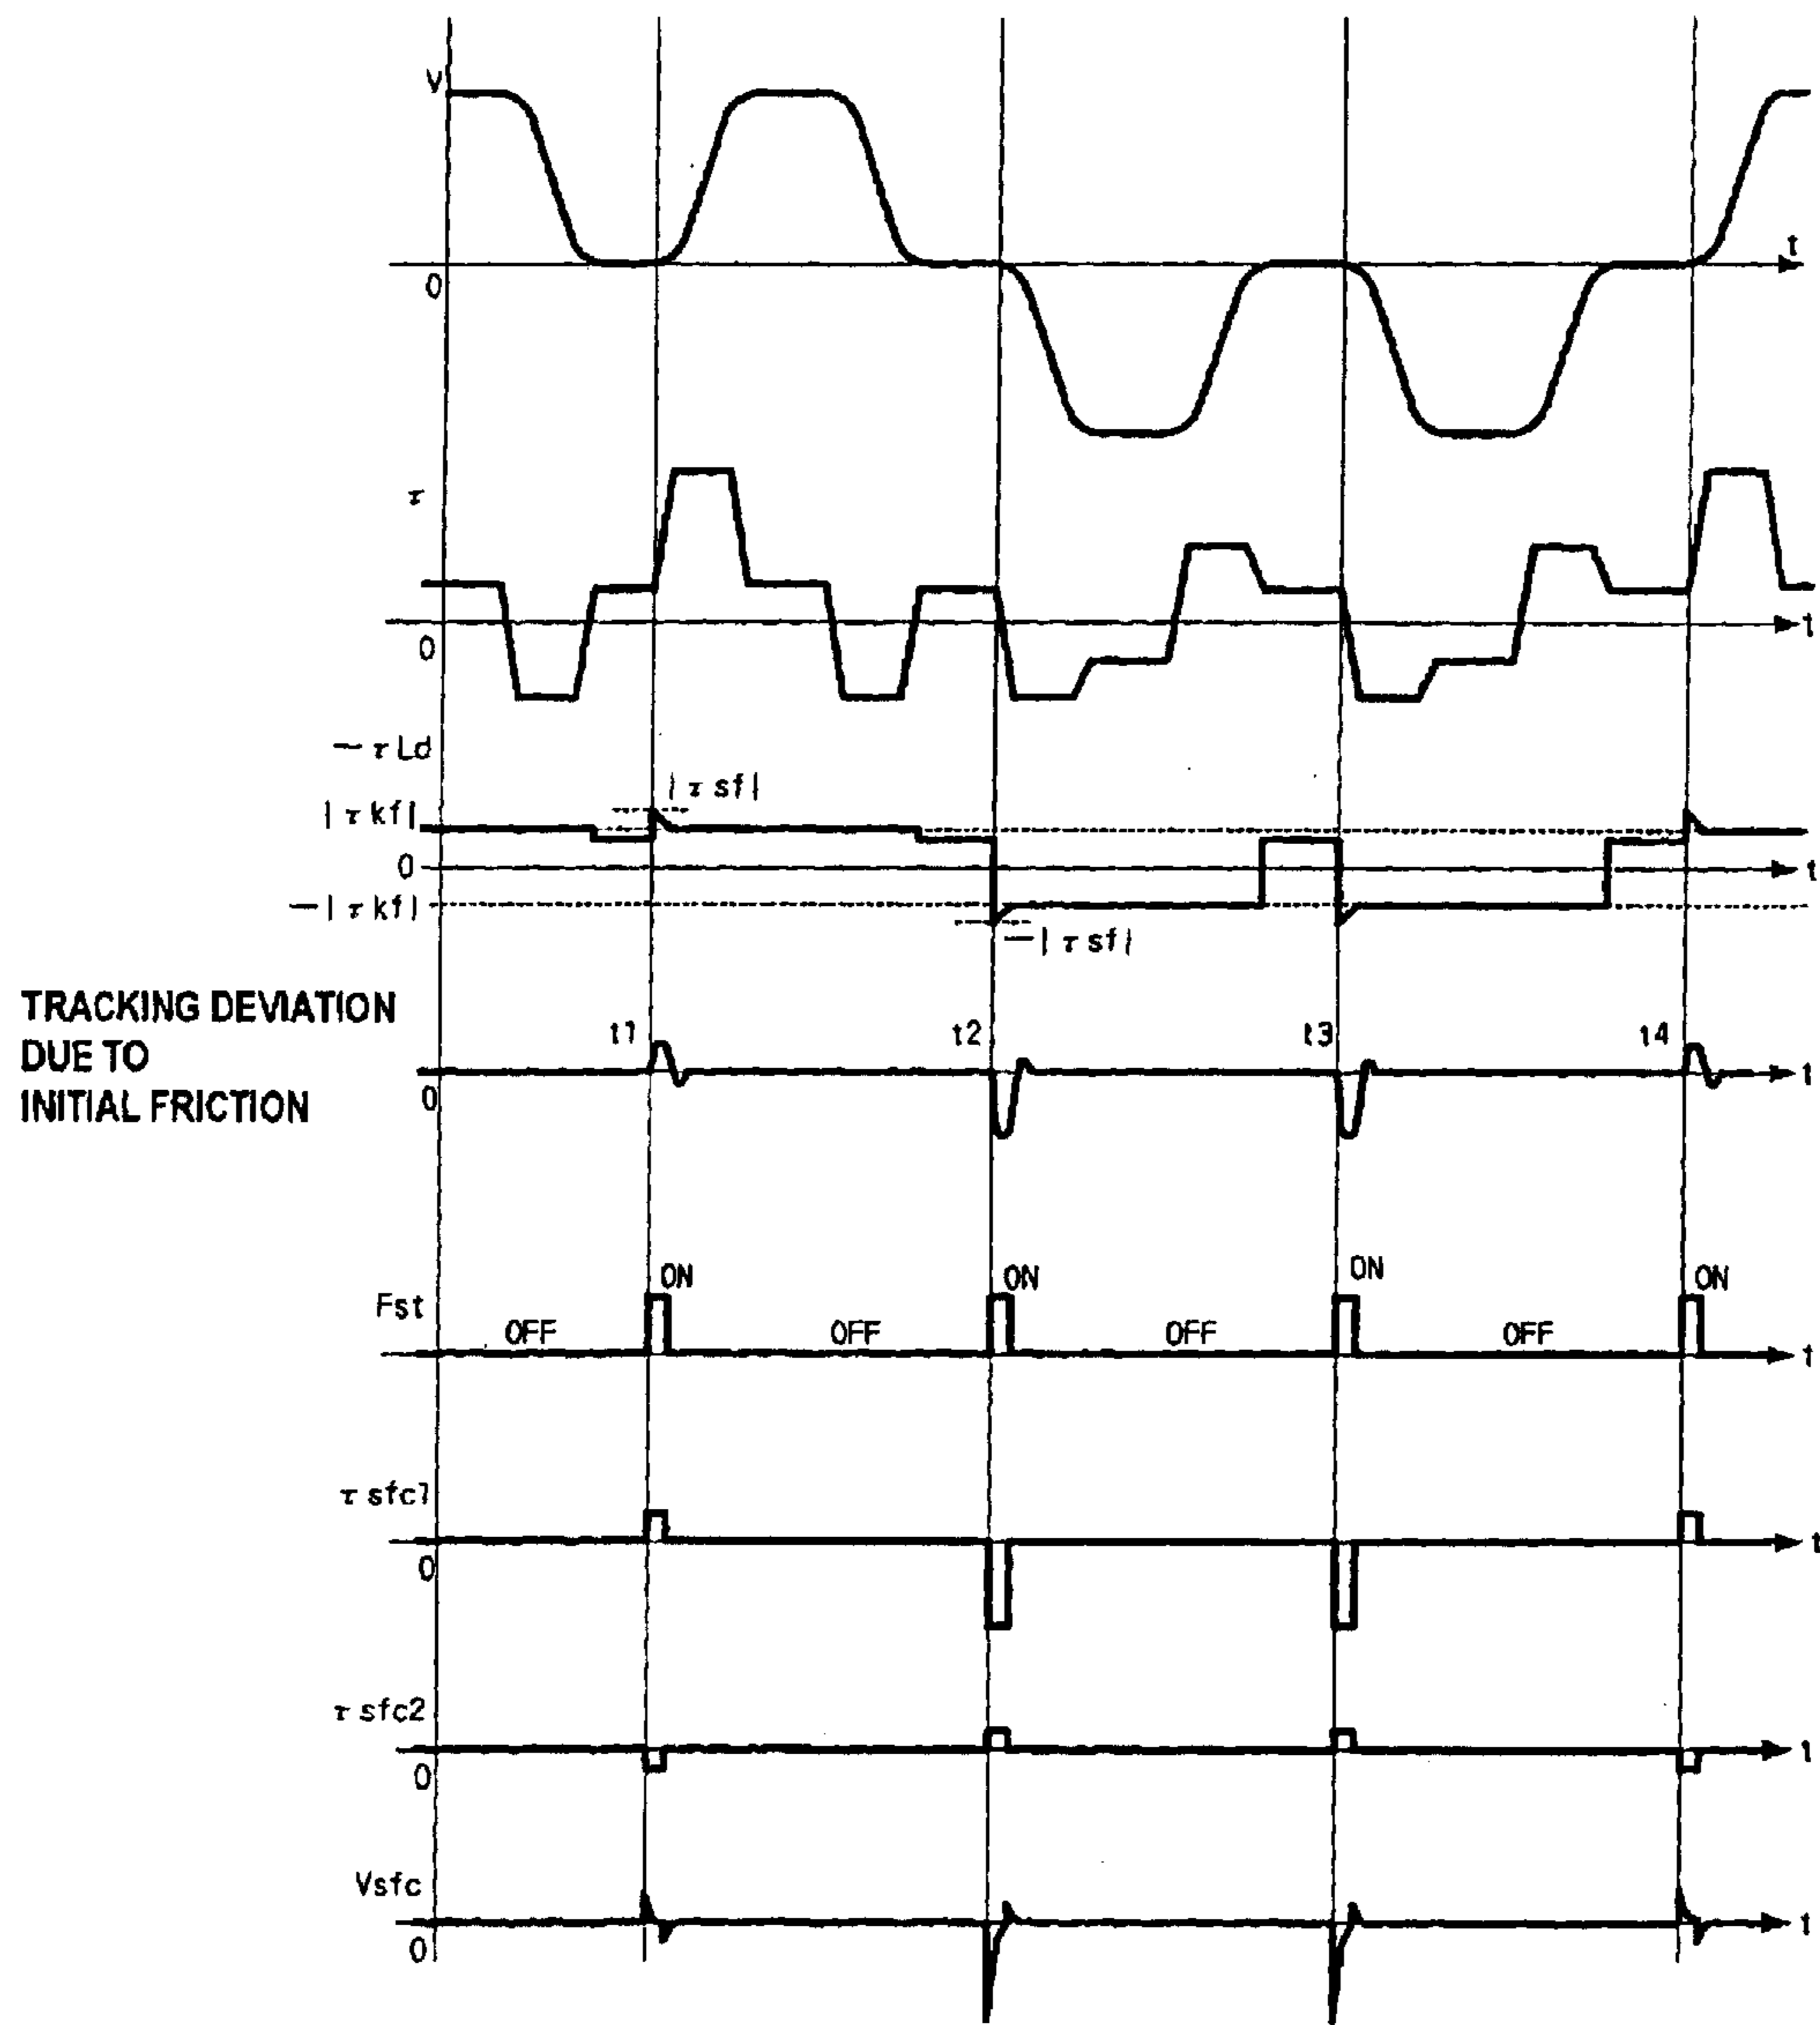 V
t
0
τ
t
0
−τLd
|τsf|
|τkf|
0
t
−|τkf|
−|τsf|
TRACKING DEVIATION
DUE TO
INITIAL FRICTION
t1
t2
t3
t4
t
0
ON
ON
ON
ON
Fst
OFF
OFF
OFF
OFF
t
τsfc1
t
0
τsfc2
t
0
Vsfc
t
0